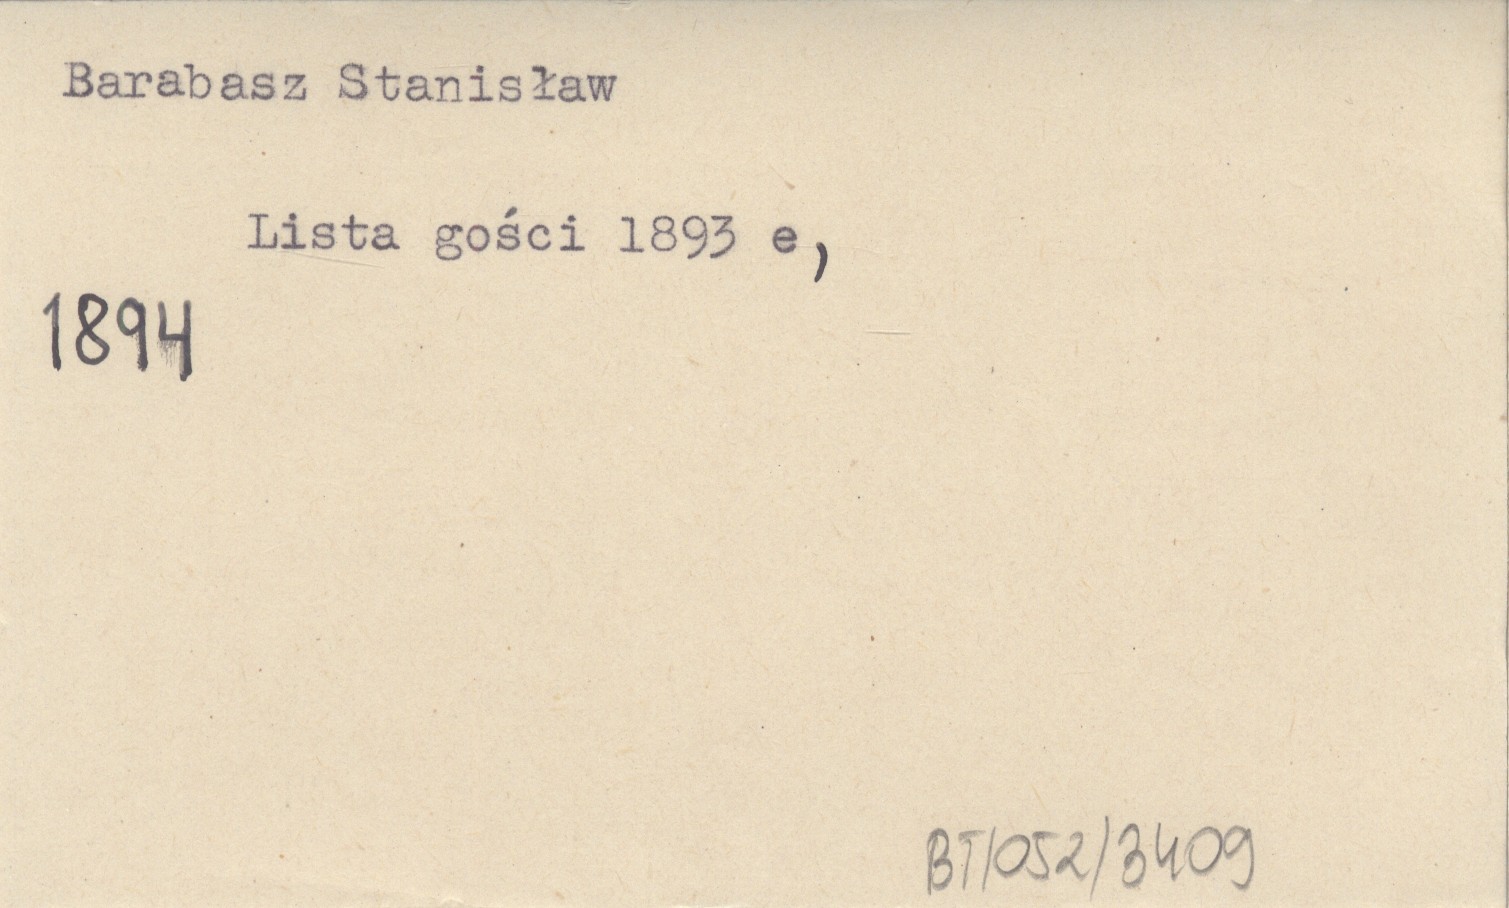 Barabasz Stanisław
Lista gości 1893 e,
1894
BT/052/3409